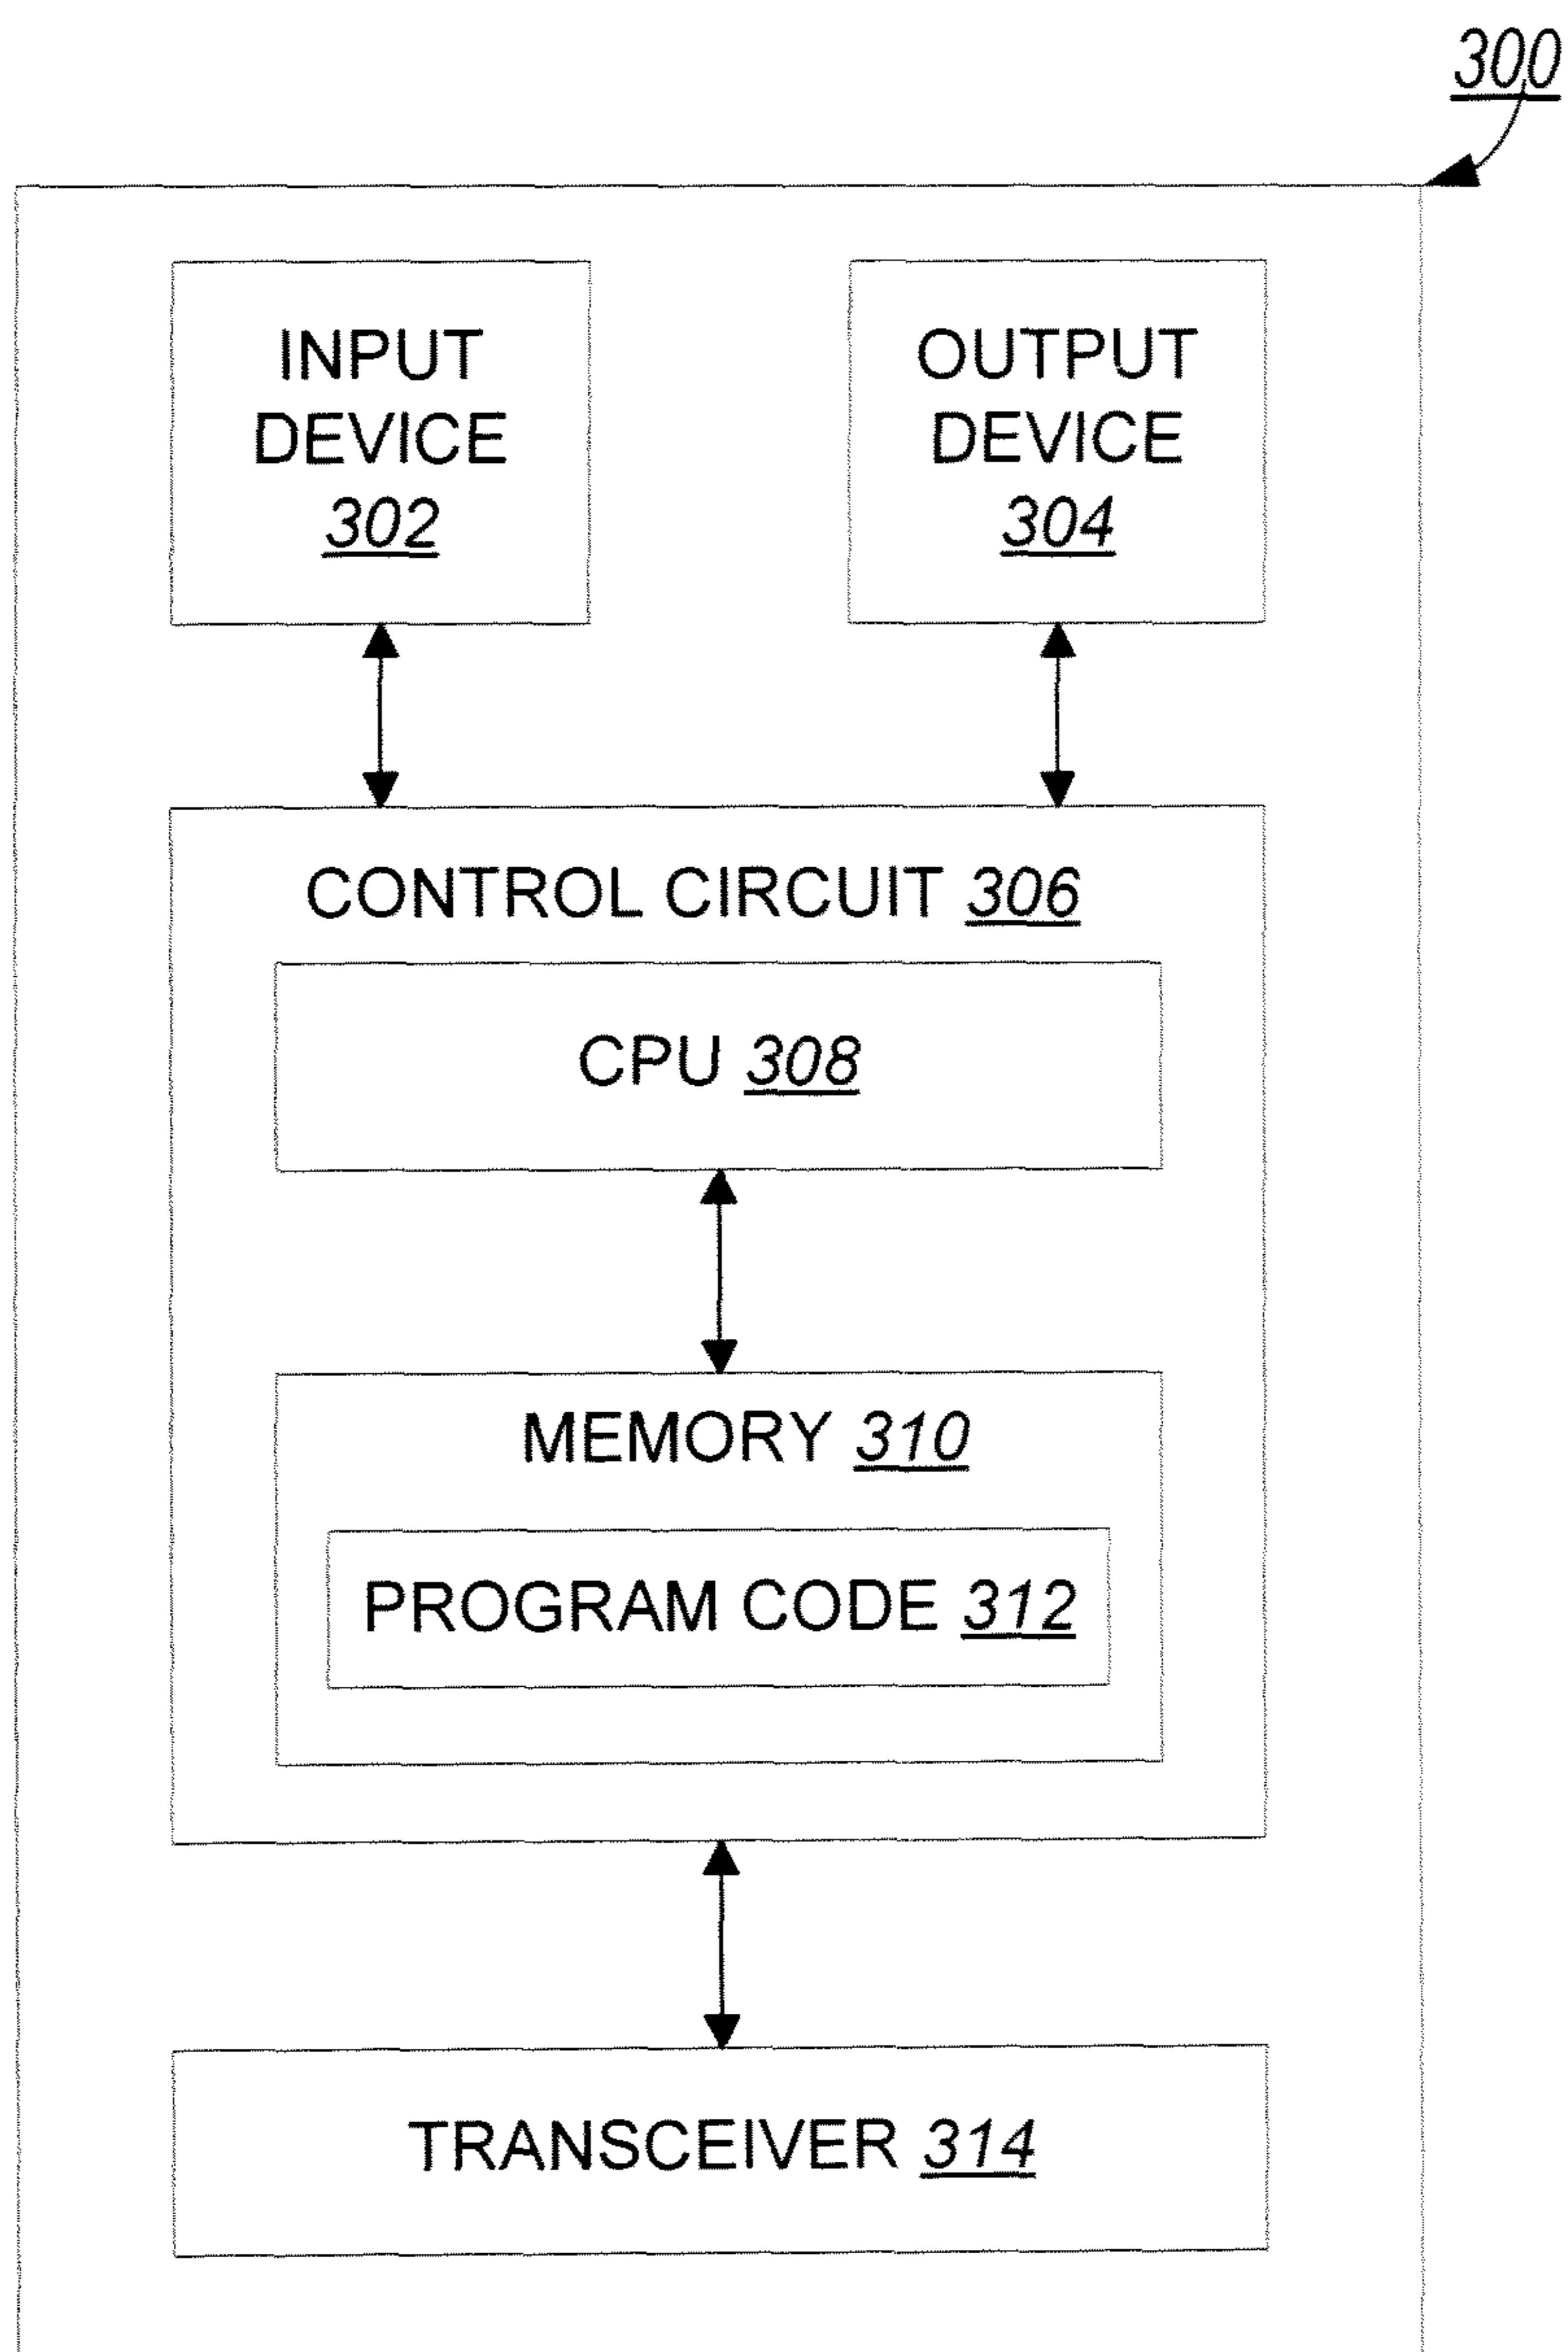 300
INPUT
DEVICE
302
OUTPUT
DEVICE
304
CONTROL CIRCUIT 306
CPU 308
MEMORY 310
PROGRAM CODE 312
TRANSCEIVER 314